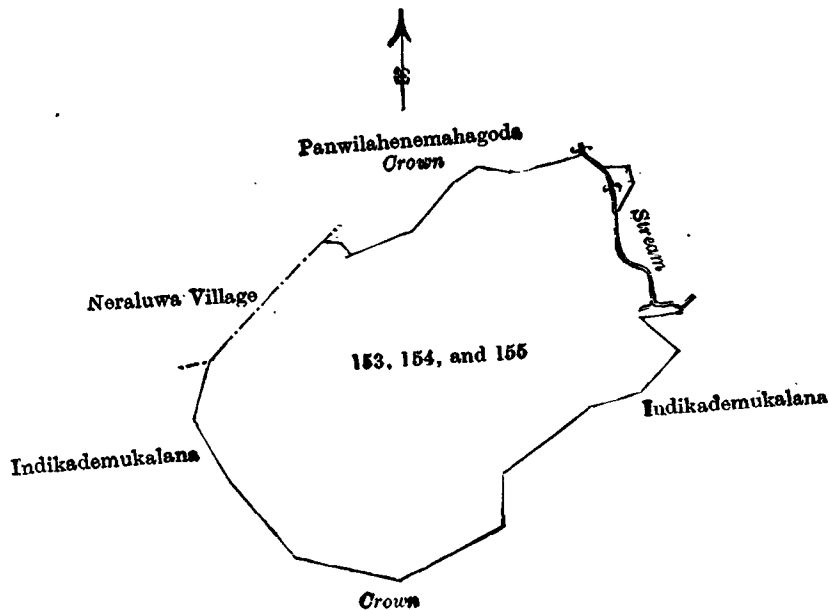 Panwilahenemahagoda
Crown
Stream
Neraluwa Village
153, 154, and 155
Indikademukalana
Indikademukalana
Crown